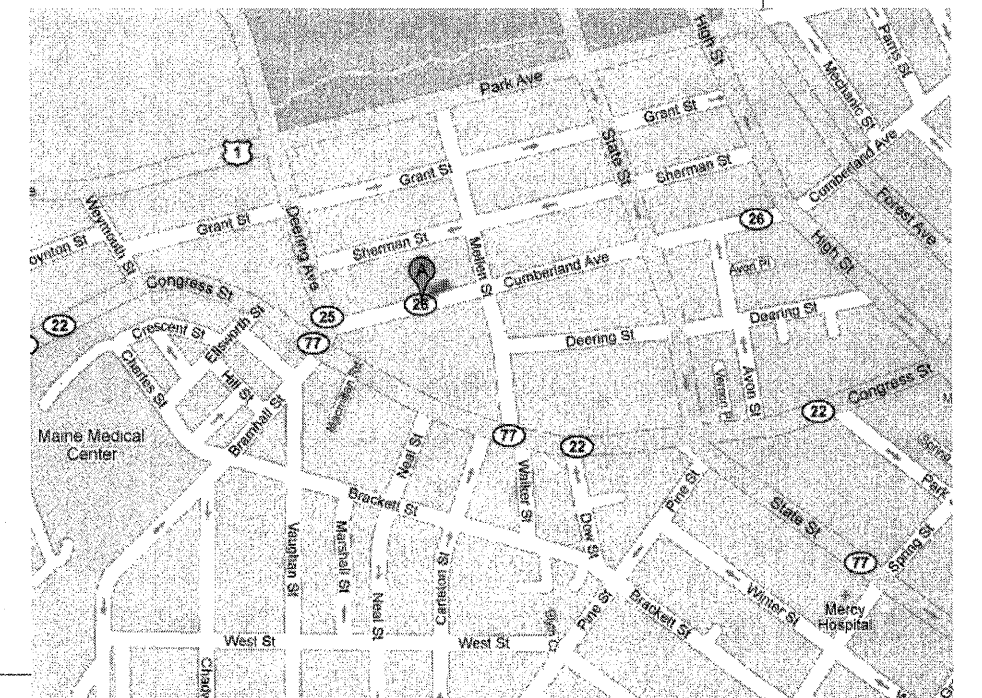 High St
Parris St
Mechanic St
Park Ave
Grant St
1
State St
Grant St
Sherman St
Cumberland Ave
Weymouth St
Grant St
Deering Ave
Sherman St
Mellen St
26
Forest Ave
oynton St
High St
Congress St
A
Cumberland Ave
Avon Pl
25
22
Crescent St
Ellsworth St
77
Deering St
Deering St
Charles St
Hill St
Vernon Pl
Avon St
Congress St
22
Bramhall St
Maine Medical
Center
Neal St
77
22
Spring
Park
Walker St
Pine St
Brackett St
State St
Dow St
Spring St
77
Vaughan St
Marshall St
Carleton St
Neal St
Winter St
Mercy
Hospital
Pine St
Brackett St
West St
West St